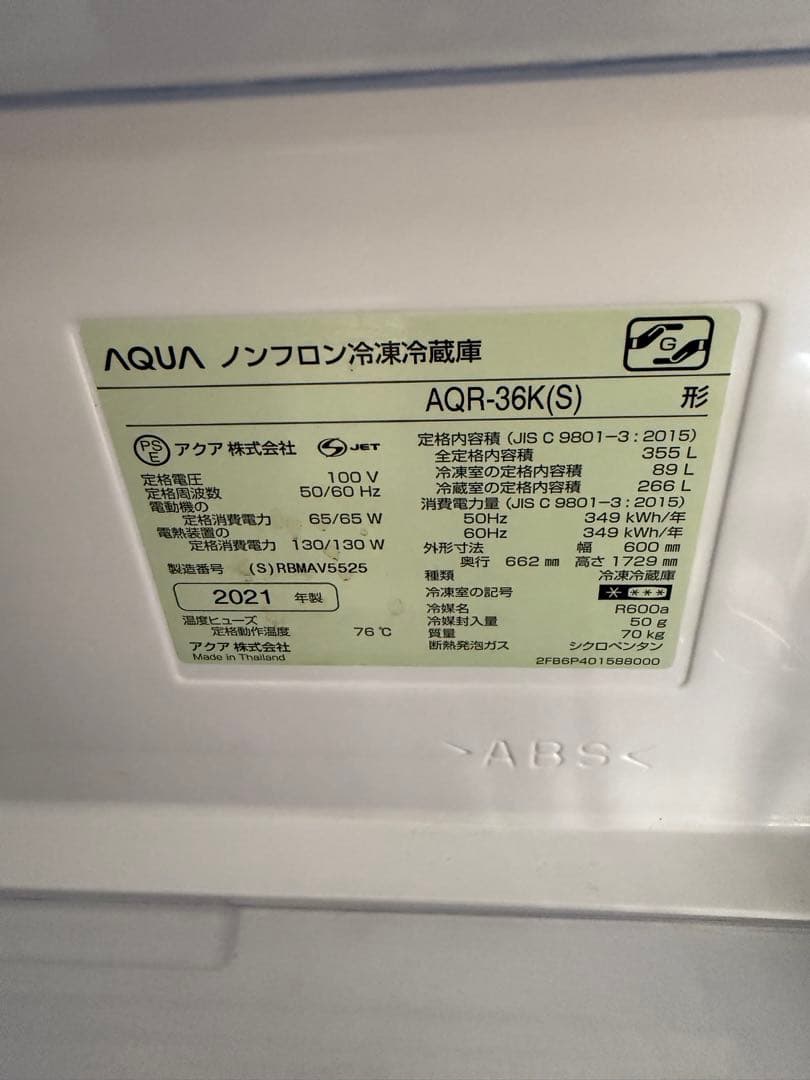 AQUA ノンフロン冷凍冷蔵庫
G
AQR-36K(S) 形
PS
E
アクア 株式会社
S JET
定格電圧 100 V
定格周波数 50/60 Hz
電動機の
定格消費電力 65/65 W
電熱装置の
定格消費電力 130/130 W
製造番号 (S)RBMAV5525
2021 年製
温度ヒューズ
定格動作温度 76 ℃
アクア 株式会社
Made in Thailand
定格内容積 (JIS C 9801-3 : 2015)
全定格内容積 355 L
冷凍室の定格内容積 89 L
冷蔵室の定格内容積 266 L
消費電力量 (JIS C 9801-3 : 2015)
50Hz 349 kWh/年
60Hz 349 kWh/年
外形寸法 幅 600 ㎜
奥行 662 ㎜ 高さ 1729 ㎜
種類 冷凍冷蔵庫
冷凍室の記号 * ***
冷媒名 R600a
冷媒封入量 50 g
質量 70 kg
断熱発泡ガス シクロペンタン
2FB6P401588000
>ABS<